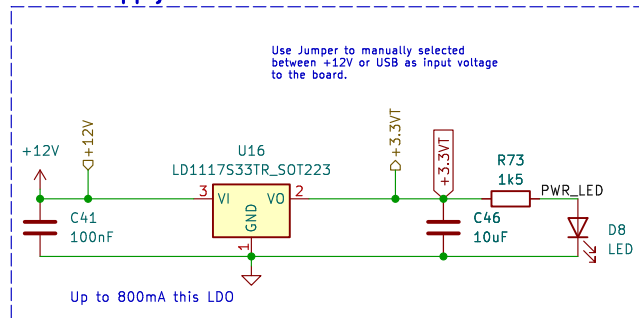 Use Jumper to manually selected
between +12V or USB as input voltage
to the board.
+12V
+12V
U16
LD1117S33TR_SOT223
+3.3VT
+3.3VT
R73
1k5
PWR_LED
3
VI
VO
2
GND
1
C41
100nF
C46
10uF
D8
LED
Up to 800mA this LDO